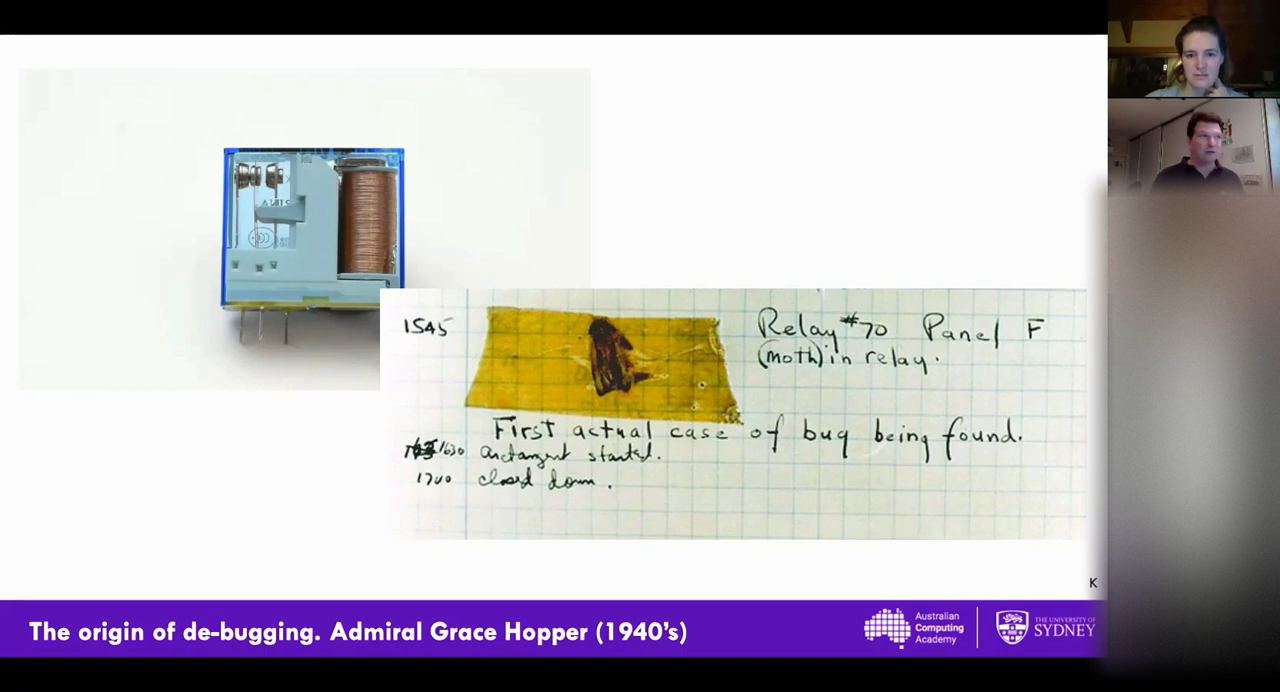 1545
Relay #70 Panel F
(moth) in relay.
First actual case of bug being found.
1630 antangent started.
1700 closed down.
K
The origin of de-bugging. Admiral Grace Hopper (1940's)
Australian
Computing
Academy
THE UNIVERSITY OF
SYDNEY